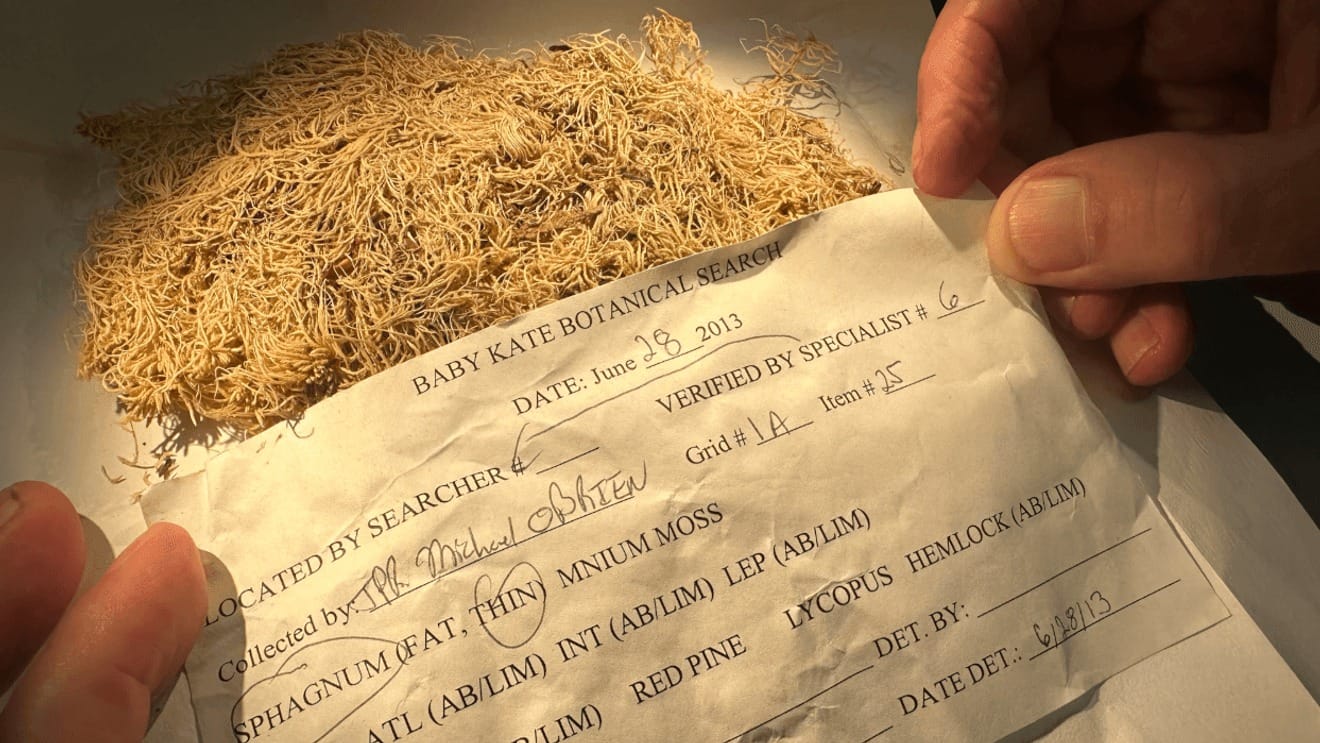 BABY KATE BOTANICAL SEARCH
DATE: June 28 2013
LOCATED BY SEARCHER # VERIFIED BY SPECIALIST # 6
Collected by: TPR. Michael OBRIEN Grid # 1A Item # 25
SPHAGNUM (FAT, THIN) MNIUM MOSS
ATL (AB/LIM) INT (AB/LIM) LEP (AB/LIM)
B/LIM) RED PINE LYCOPUS HEMLOCK (AB/LIM)
DET. BY:
DATE DET.: 6/28/13